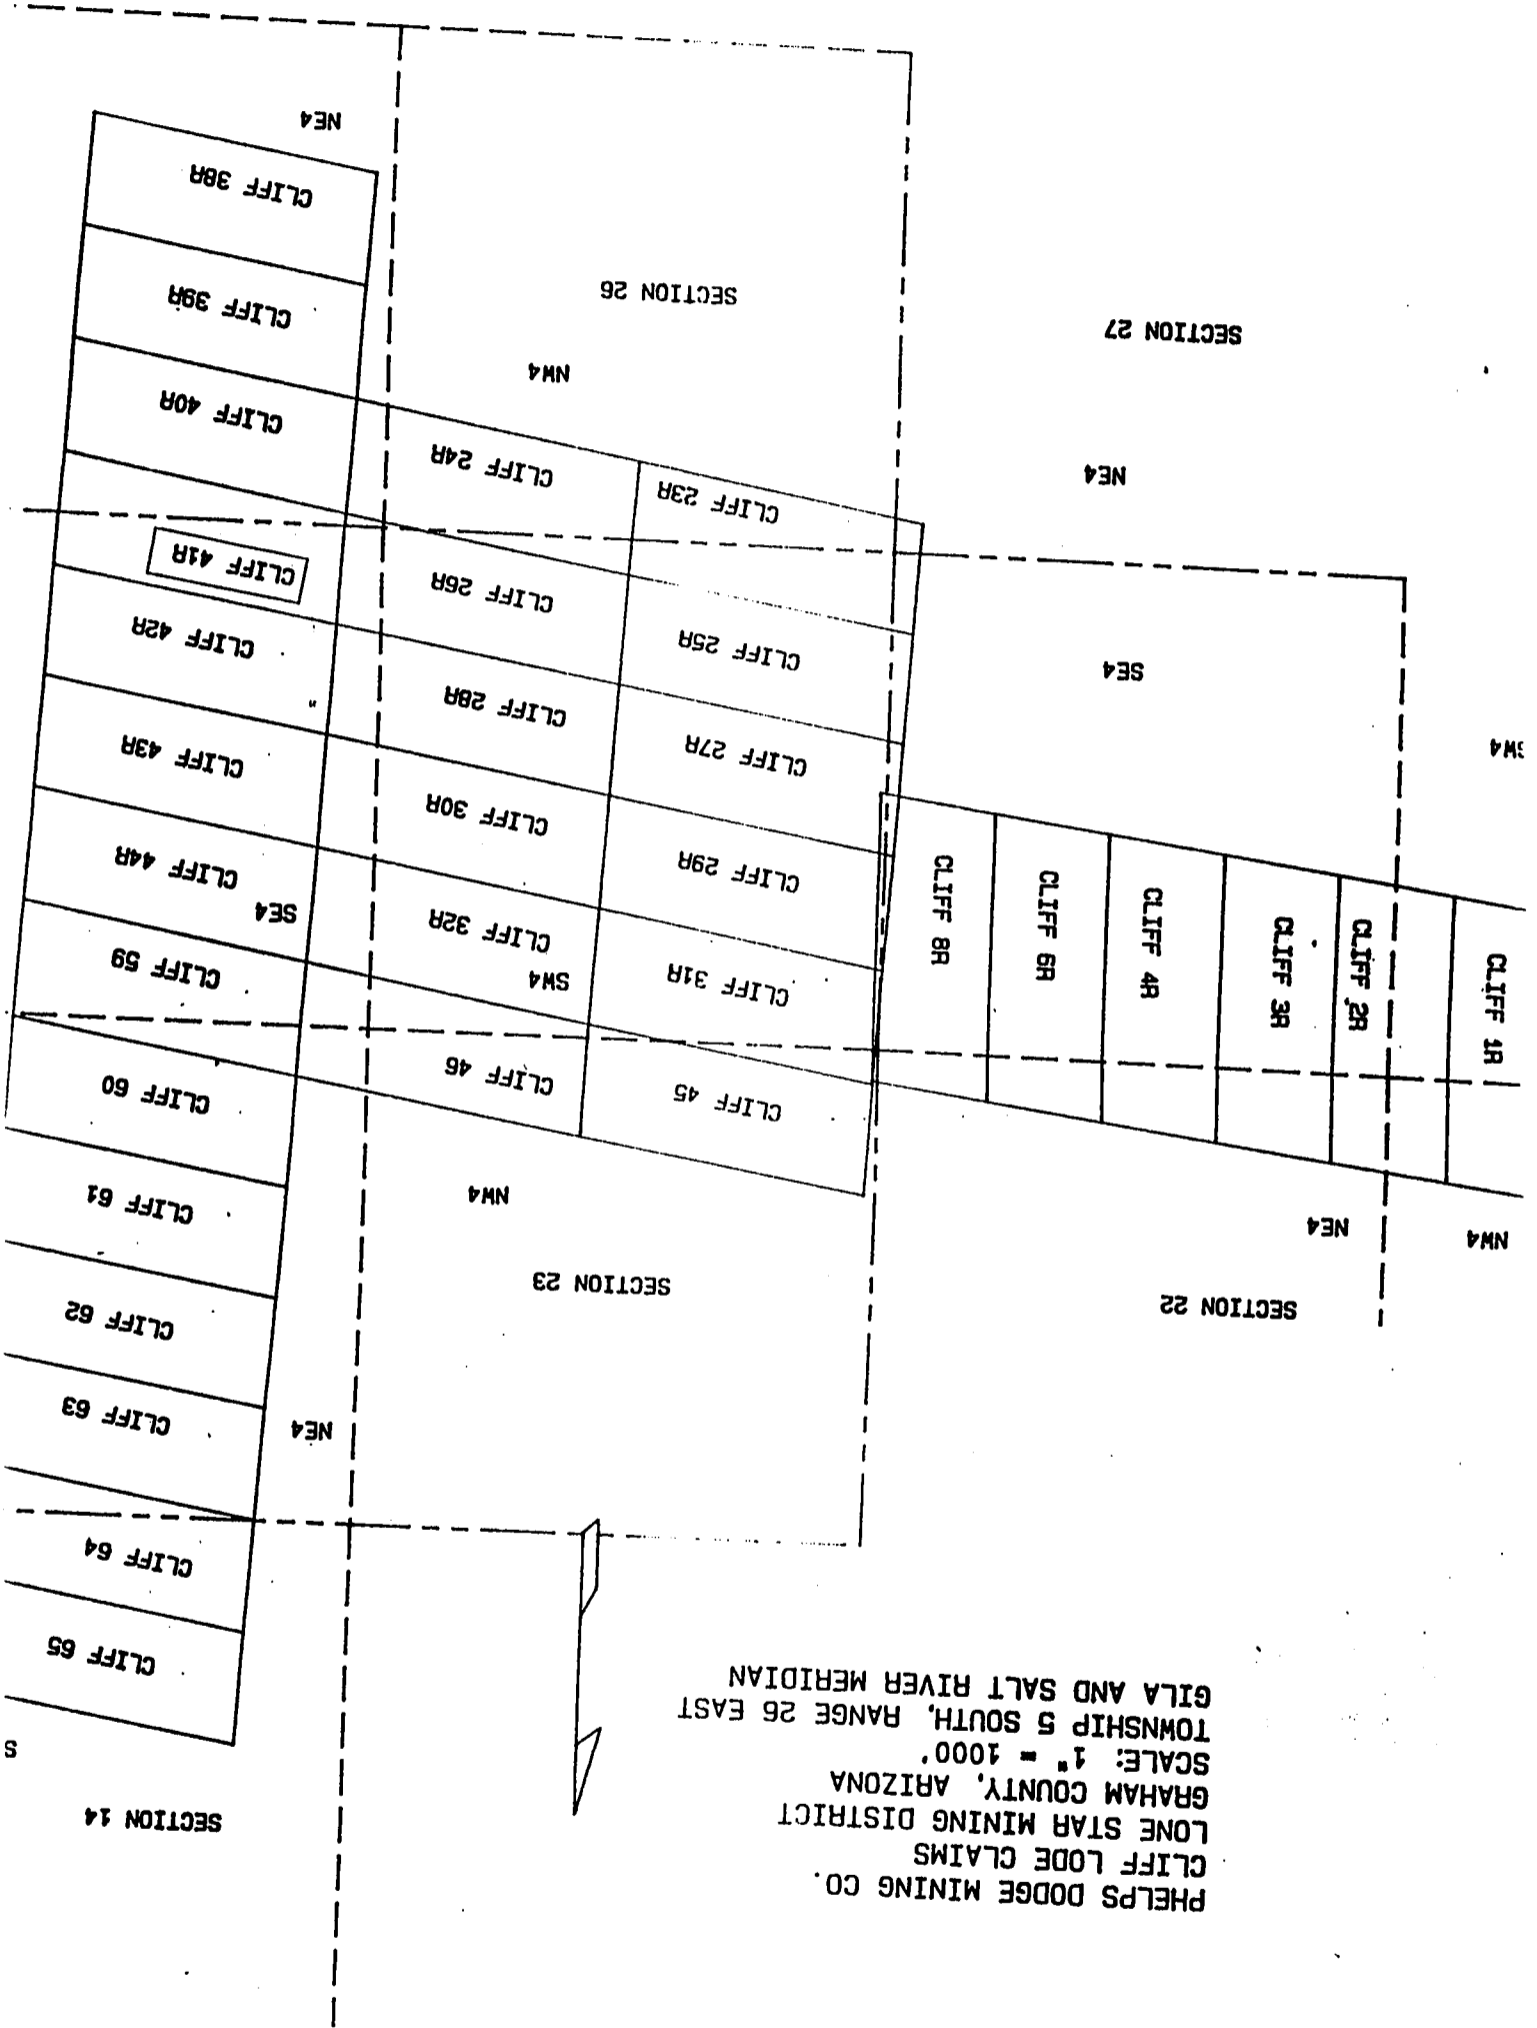 PHELPS DODGE MINING CO.
CLIFF LODE CLAIMS
LONE STAR MINING DISTRICT
GRAHAM COUNTY, ARIZONA
SCALE: 1" = 1000'
TOWNSHIP 5 SOUTH, RANGE 26 EAST
GILA AND SALT RIVER MERIDIAN
SECTION 14
S
CLIFF 65
CLIFF 64
NE4
CLIFF 63
CLIFF 62
SECTION 22
SECTION 23
NW4
NE4
NW4
CLIFF 61
CLIFF 60
CLIFF 45
CLIFF 46
CLIFF 59
CLIFF 1R
CLIFF 2R
CLIFF 3R
CLIFF 4R
CLIFF 6R
CLIFF 8R
CLIFF 31R
SW4
CLIFF 32R
SE4
CLIFF 44R
CLIFF 29R
CLIFF 30R
CLIFF 43R
SW4
CLIFF 27R
CLIFF 28R
CLIFF 42R
SE4
CLIFF 25R
CLIFF 26R
CLIFF 41R
NE4
CLIFF 23R
CLIFF 24R
CLIFF 40R
NW4
SECTION 27
SECTION 26
CLIFF 39R
CLIFF 38R
NE4